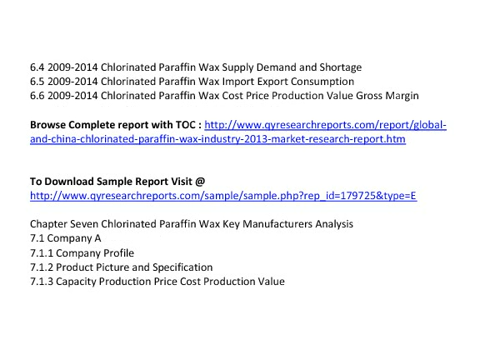 6.4 2009-2014 Chlorinated Paraffin Wax Supply Demand and Shortage
6.5 2009-2014 Chlorinated Paraffin Wax Import Export Consumption
6.6 2009-2014 Chlorinated Paraffin Wax Cost Price Production Value Gross Margin
Browse Complete report with TOC : http://www.qyresearchreports.com/report/global-
and-china-chlorinated-paraffin-wax-industry-2013-market-research-report.htm
To Download Sample Report Visit @
http://www.qyresearchreports.com/sample/sample.php?rep_id=179725&type=E
Chapter Seven Chlorinated Paraffin Wax Key Manufacturers Analysis
7.1 Company A
7.1.1 Company Profile
7.1.2 Product Picture and Specification
7.1.3 Capacity Production Price Cost Production Value